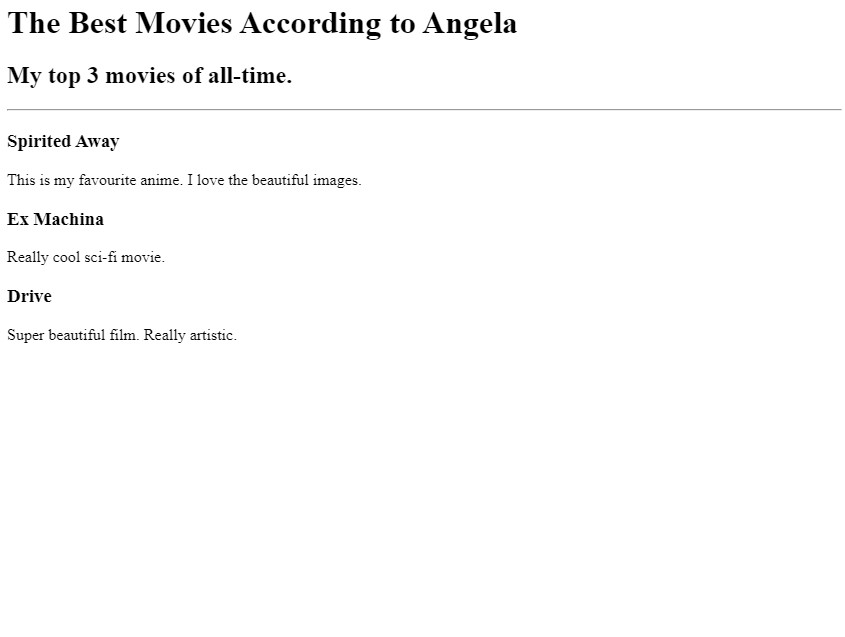 The Best Movies According to Angela
My top 3 movies of all-time.
Spirited Away
This is my favourite anime. I love the beautiful images.
Ex Machina
Really cool sci-fi movie.
Drive
Super beautiful film. Really artistic.